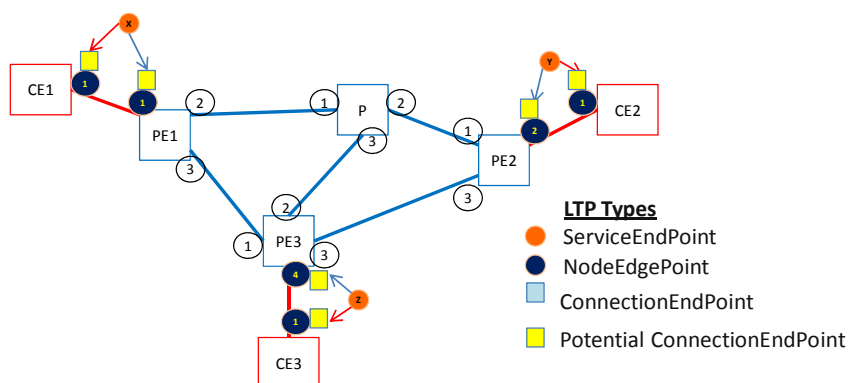 X
Y
CE1
1
1
2
1
P
2
1
CE2
PE1
3
1
2
PE2
3
3
2
LTP Types
ServiceEndPoint
1
PE3
3
NodeEdgePoint
4
Z
ConnectionEndPoint
1
Potential ConnectionEndPoint
CE3